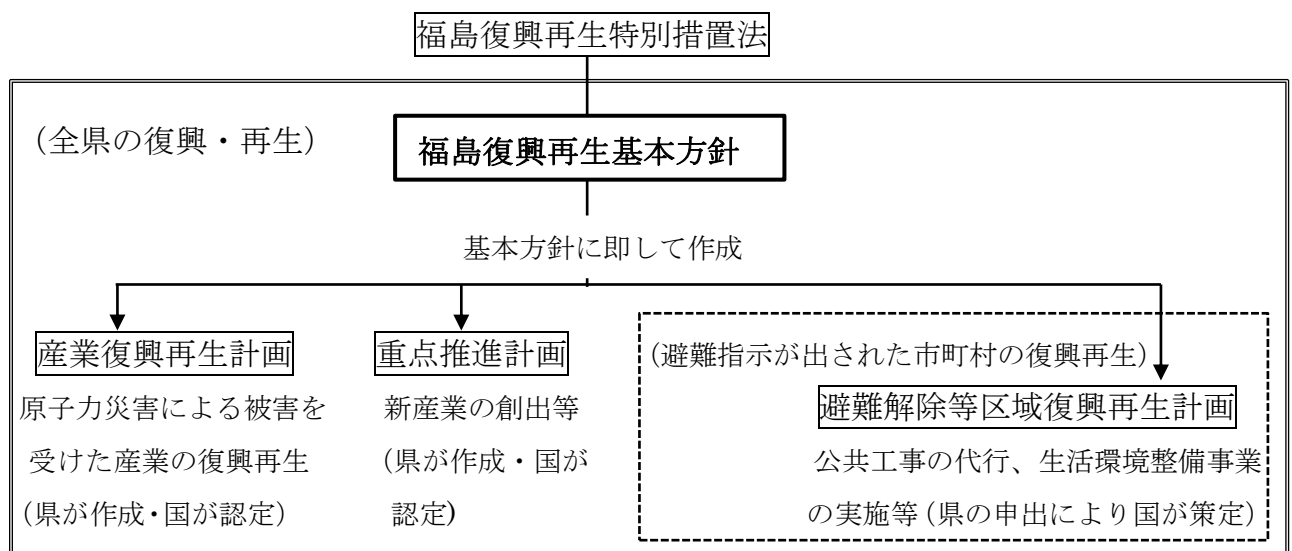 福島復興再生特別措置法
(全県の復興・再生)
福島復興再生基本方針
基本方針に即して作成
産業復興再生計画
原子力災害による被害を
受けた産業の復興再生
(県が作成・国が認定)
重点推進計画
新産業の創出等
(県が作成・国が
認定)
(避難指示が出された市町村の復興再生)
避難解除等区域復興再生計画
公共工事の代行、生活環境整備事業
の実施等(県の申出により国が策定)